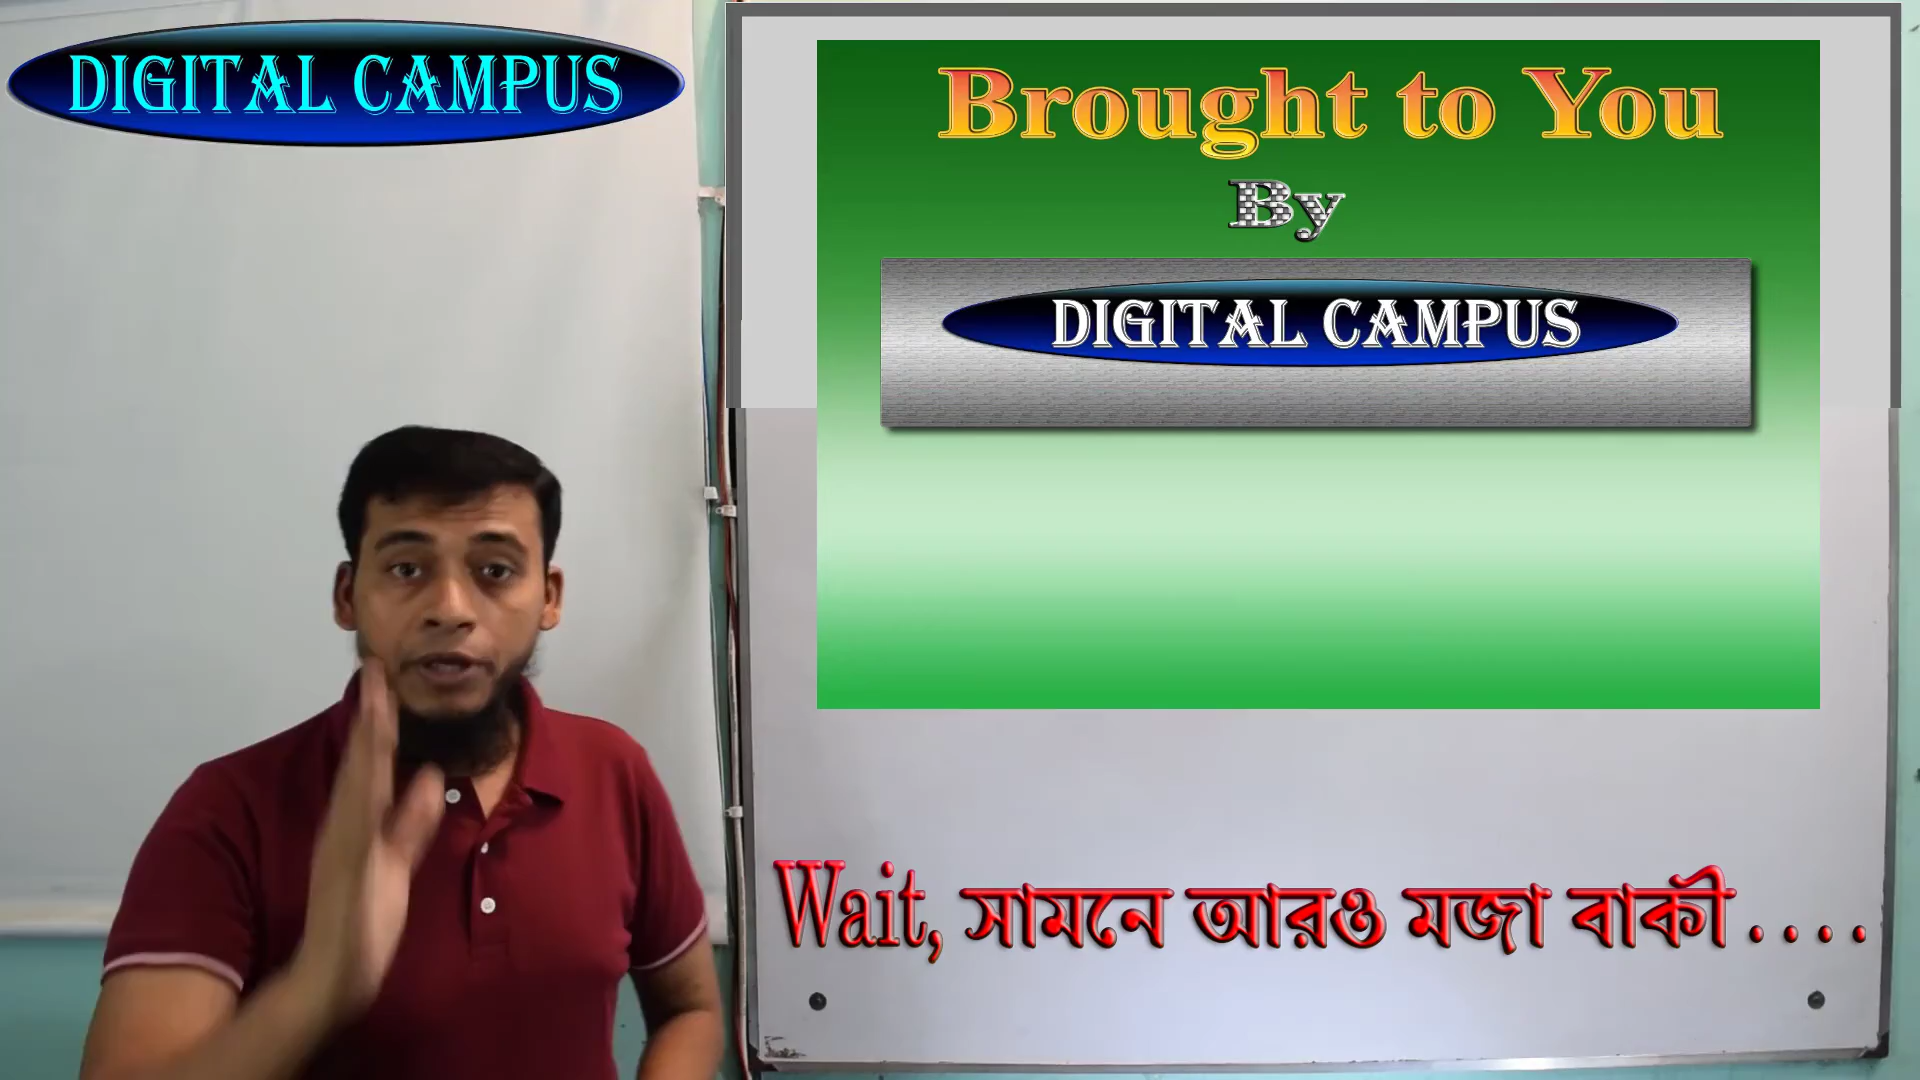 DIGITAL CAMPUS
Brought to You
By
DIGITAL CAMPUS
Wait, সামনে আরও মজা বাকী . . . .